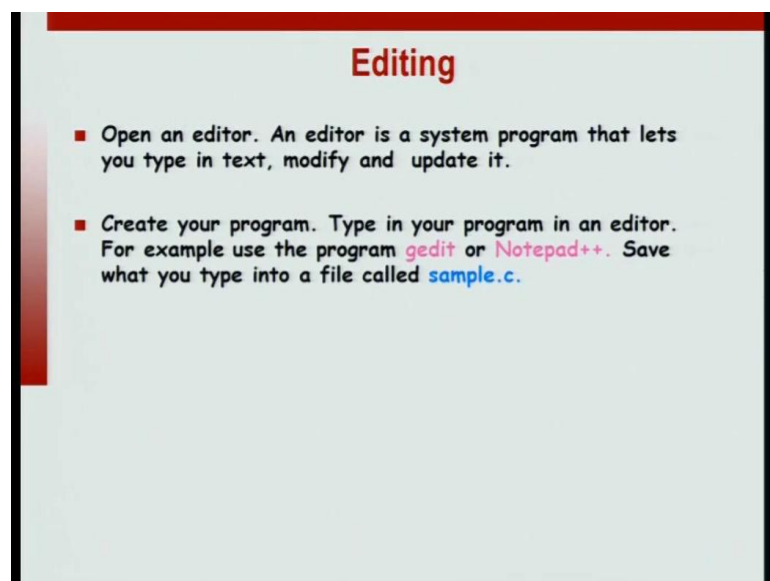 Editing
Open an editor. An editor is a system program that lets
you type in text, modify and update it.
Create your program. Type in your program in an editor.
For example use the program gedit or Notepad++. Save
what you type into a file called sample.c.